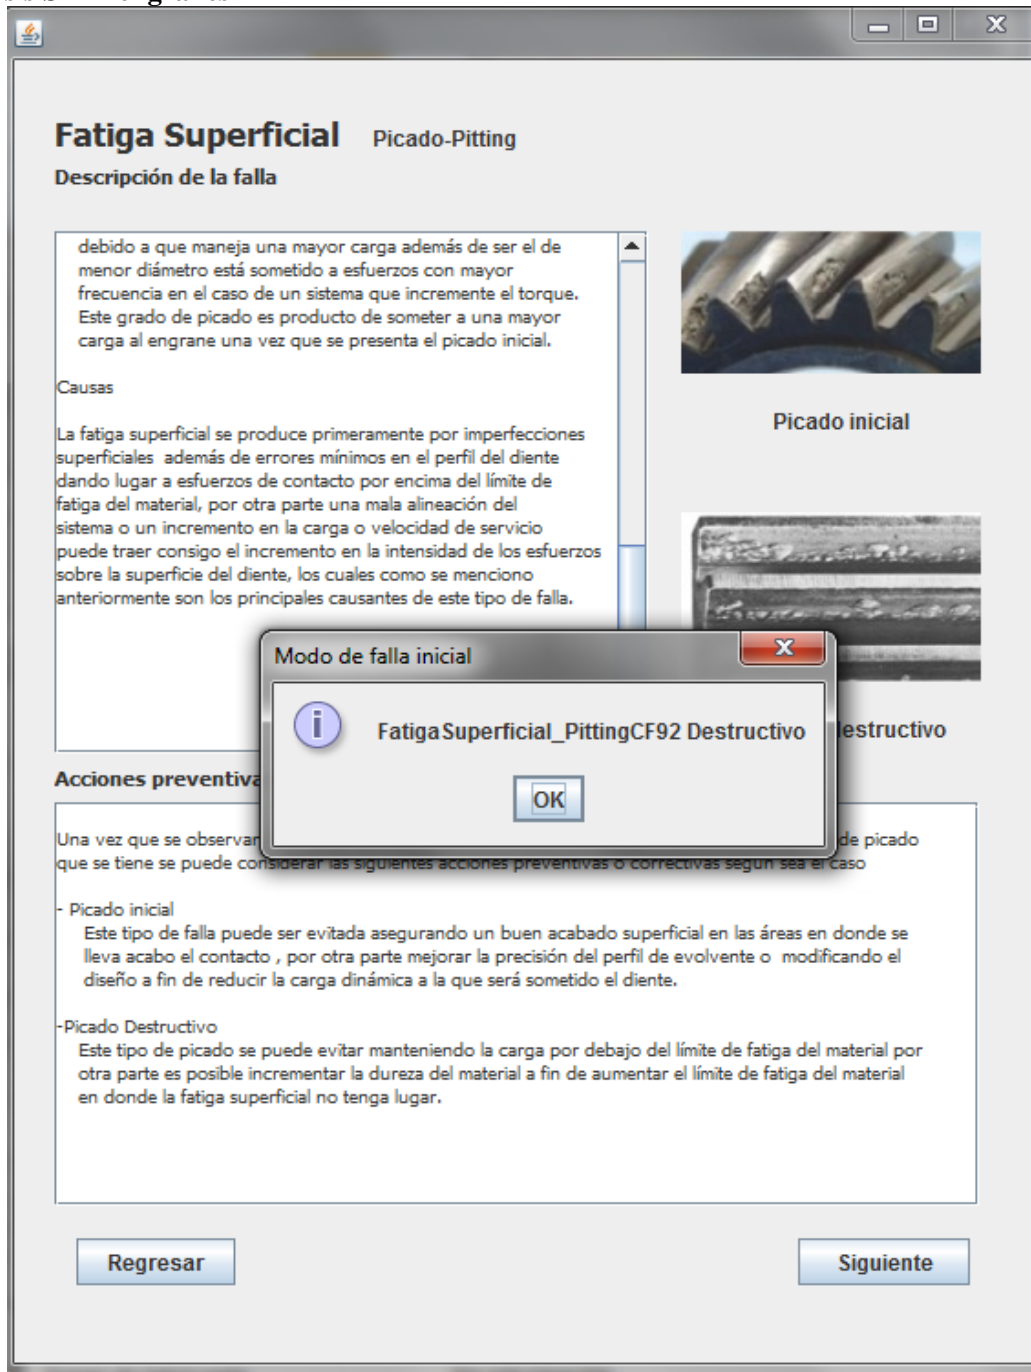 Fatiga Superficial Picado-Pitting
Descripción de la falla
debido a que maneja una mayor carga además de ser el de
menor diámetro está sometido a esfuerzos con mayor
frecuencia en el caso de un sistema que incremente el torque.
Este grado de picado es producto de someter a una mayor
carga al engrane una vez que se presenta el picado inicial.
Causas
La fatiga superficial se produce primeramente por imperfecciones
superficiales además de errores mínimos en el perfil del diente
dando lugar a esfuerzos de contacto por encima del límite de
fatiga del material, por otra parte una mala alineación del
sistema o un incremento en la carga o velocidad de servicio
puede traer consigo el incremento en la intensidad de los esfuerzos
sobre la superficie del diente, los cuales como se menciono
anteriormente son los principales causantes de este tipo de falla.
Picado inicial
Modo de falla inicial
FatigaSuperficial_PittingCF92 Destructivo
OK
destructivo
Acciones preventiva
Una vez que se observan de picado
que se tiene se puede considerar las siguientes acciones preventivas o correctivas según sea el caso
- Picado inicial
Este tipo de falla puede ser evitada asegurando un buen acabado superficial en las áreas en donde se
lleva acabo el contacto , por otra parte mejorar la precisión del perfil de evolvente o modificando el
diseño a fin de reducir la carga dinámica a la que será sometido el diente.
-Picado Destructivo
Este tipo de picado se puede evitar manteniendo la carga por debajo del límite de fatiga del material por
otra parte es posible incrementar la dureza del material a fin de aumentar el límite de fatiga del material
en donde la fatiga superficial no tenga lugar.
Regresar
Siguiente